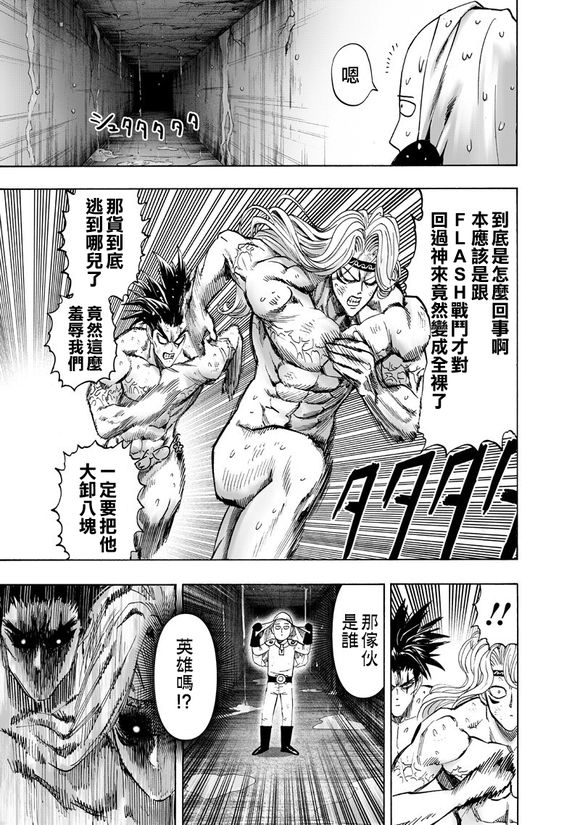 嗯
シュタタタタタ
到底是怎麼回事啊
本應該是跟
FLASH戰鬥才對
回過神來竟然變成全裸了
那貨到底
逃到哪兒了
竟然這麼
羞辱我們
一定要把他
大卸八塊
タタタタ
!!
那傢伙
是誰
英雄嗎!?